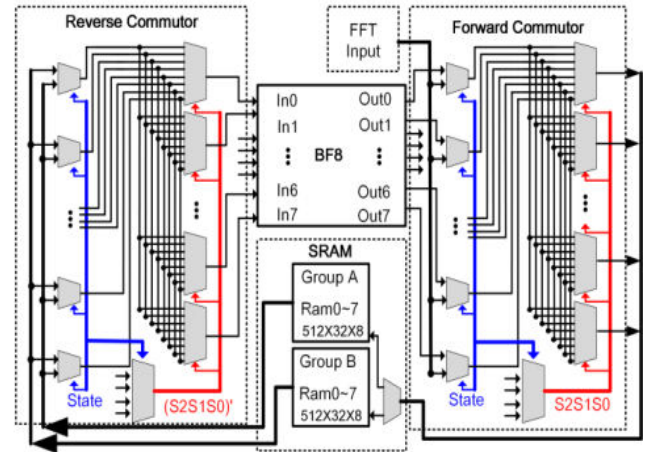 Reverse Commutor
FFT
Input
Forward Commutor
In0
In1
In6
In7
BF8
Out0
Out1
Out6
Out7
SRAM
Group A
Ram0~7
512X32X8
Group B
Ram0~7
512X32X8
State
(S2S1S0)'
State
S2S1S0